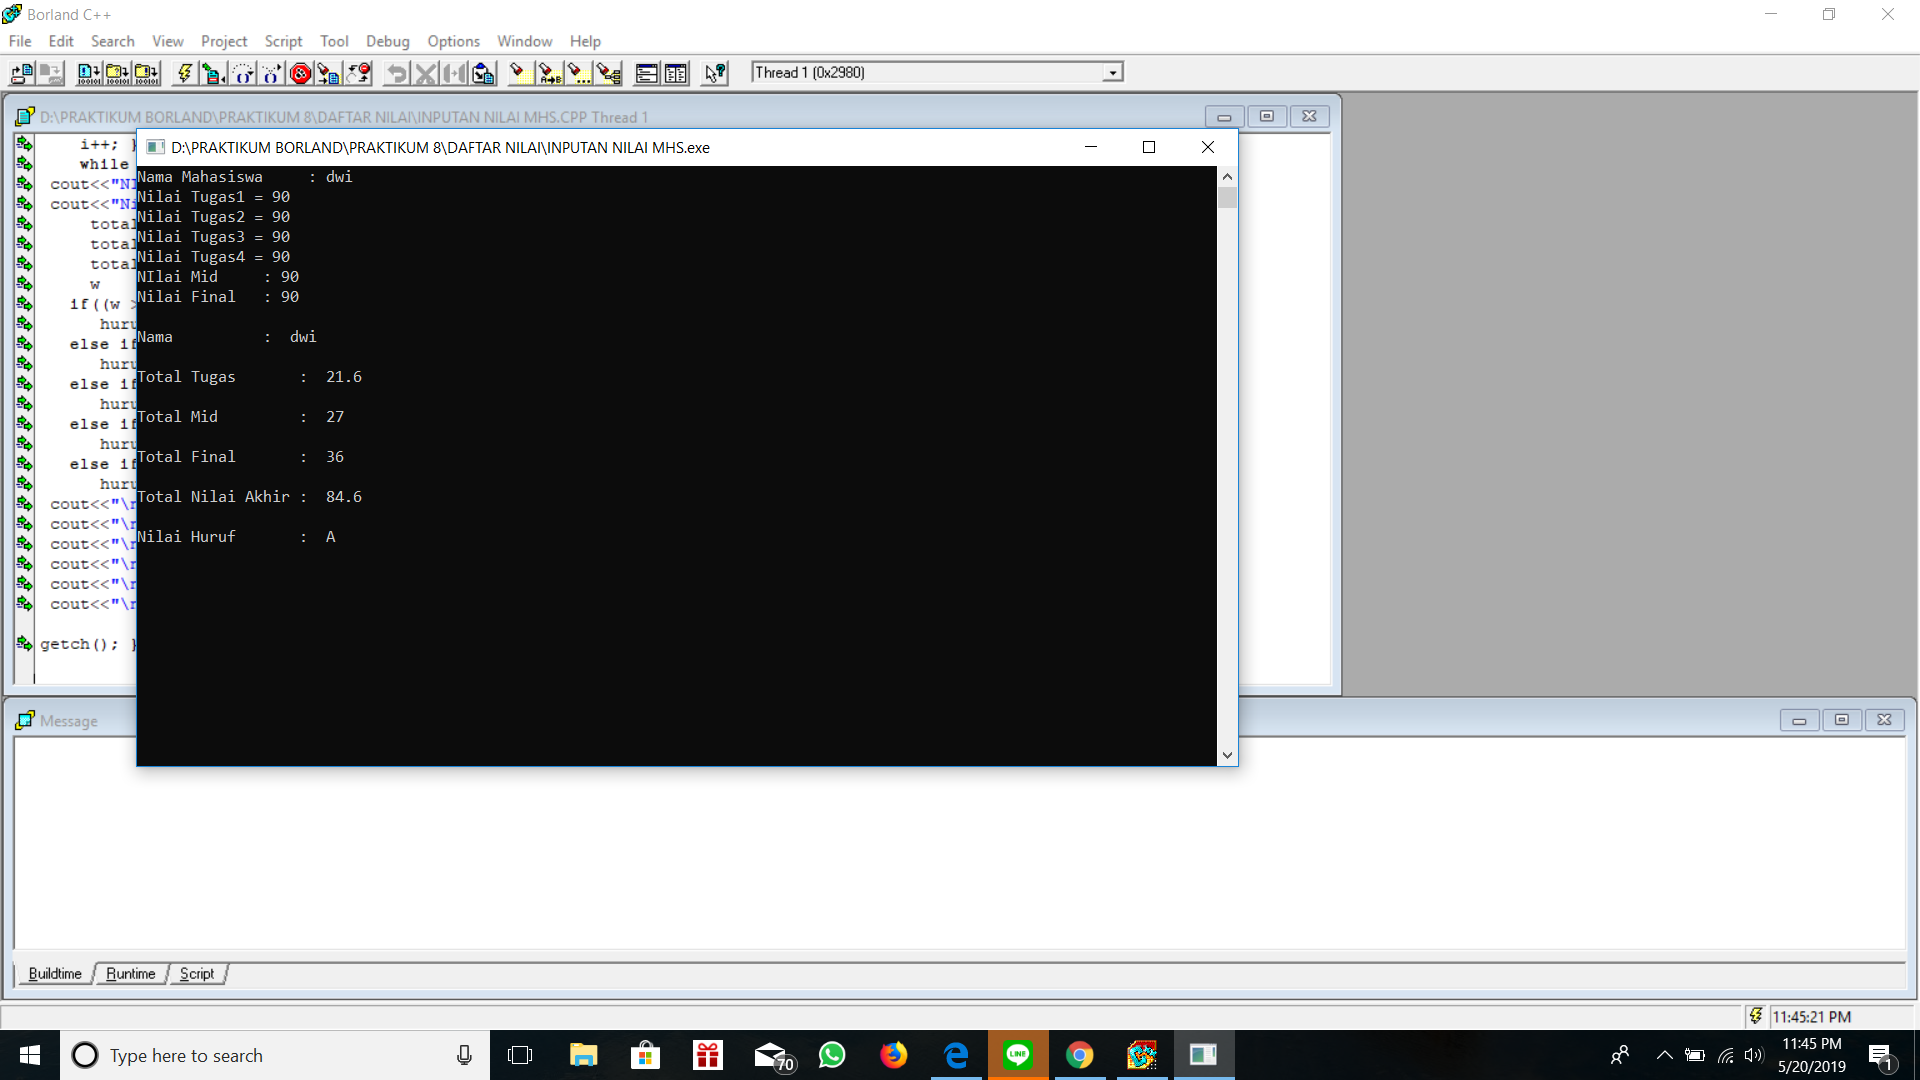 Borland C++
File Edit Search View Project Script Tool Debug Options Window Help
Thread 1 (0x2980)
D:\PRAKTIKUM BORLAND\PRAKTIKUM 8\DAFTAR NILAI\INPUTAN NILAI MHS.CPP Thread 1
i++; }
while
cout<<"NI
cout<<"Ni
total
total
total
w
if((w >
huru
else if
huru
else if
huru
else if
huru
else if
huru
cout<<"\n
cout<<"\n
cout<<"\n
cout<<"\n
cout<<"\n
cout<<"\n
getch(); }
D:\PRAKTIKUM BORLAND\PRAKTIKUM 8\DAFTAR NILAI\INPUTAN NILAI MHS.exe
Nama Mahasiswa     : dwi
Nilai Tugas1 = 90
Nilai Tugas2 = 90
Nilai Tugas3 = 90
Nilai Tugas4 = 90
NIlai Mid     : 90
Nilai Final   : 90
Nama          :  dwi
Total Tugas       :  21.6
Total Mid         :  27
Total Final       :  36
Total Nilai Akhir :  84.6
Nilai Huruf       :  A
Message
Buildtime Runtime Script
11:45:21 PM
Type here to search
70
LINE
11:45 PM
5/20/2019
1